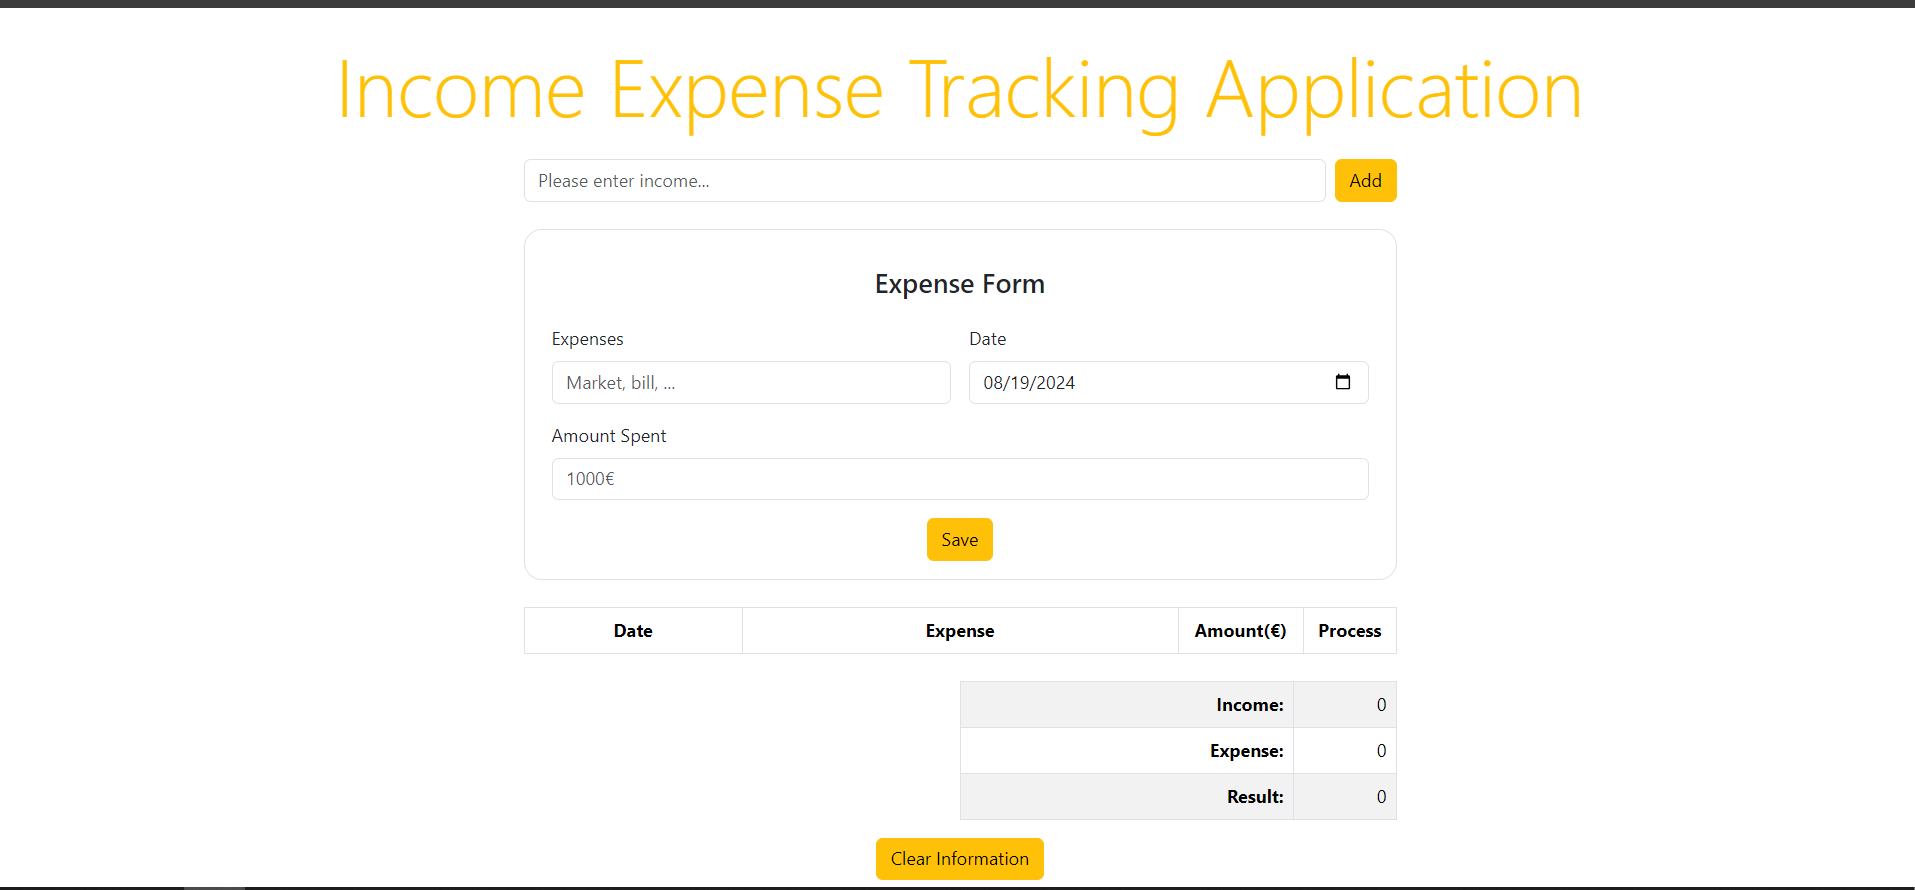 Income Expense Tracking Application
Please enter income...
Add
Expense Form
Expenses
Date
Market, bill, ...
08/19/2024
Amount Spent
1000€
Save
Date Expense Amount(€) Process
Income: 0
Expense: 0
Result: 0
Clear Information